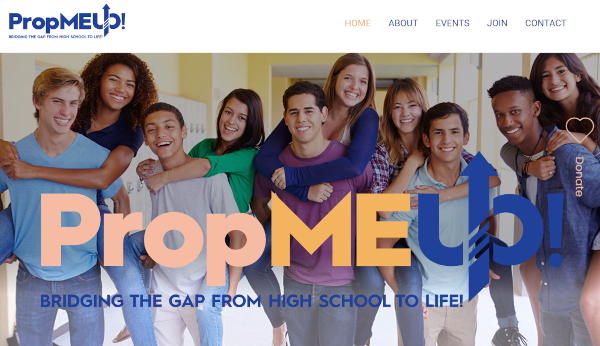 PropMEUP!
BRIDGING THE GAP FROM HIGH SCHOOL TO LIFE!
HOME ABOUT EVENTS JOIN CONTACT
Donate
PropMEUP!
BRIDGING THE GAP FROM HIGH SCHOOL TO LIFE!